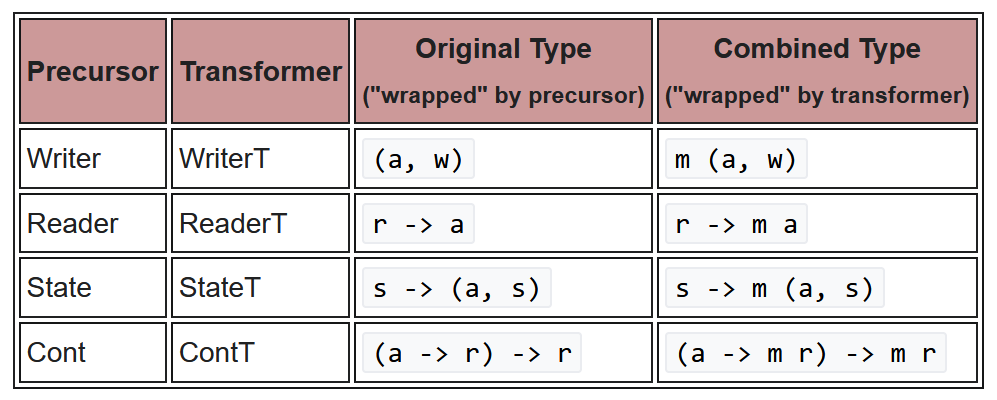 Precursor Transformer Original Type ("wrapped" by precursor) Combined Type ("wrapped" by transformer)
Writer WriterT (a, w) m (a, w)
Reader ReaderT r -> a r -> m a
State StateT s -> (a, s) s -> m (a, s)
Cont ContT (a -> r) -> r (a -> m r) -> m r